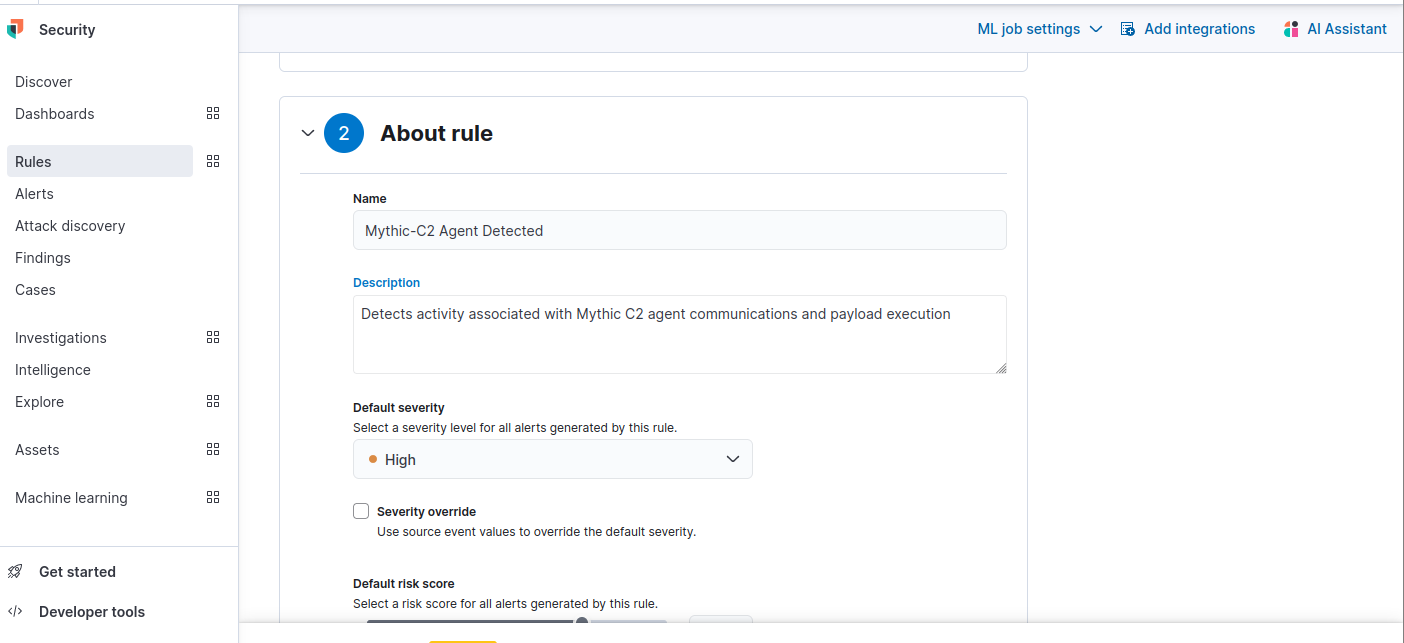 Security
Discover
Dashboards
Rules
Alerts
Attack discovery
Findings
Cases
Investigations
Intelligence
Explore
Assets
Machine learning
Get started
Developer tools
ML job settings
Add integrations
AI Assistant
2
About rule
Name
Mythic-C2 Agent Detected
Description
Detects activity associated with Mythic C2 agent communications and payload execution
Default severity
Select a severity level for all alerts generated by this rule.
High
Severity override
Use source event values to override the default severity.
Default risk score
Select a risk score for all alerts generated by this rule.